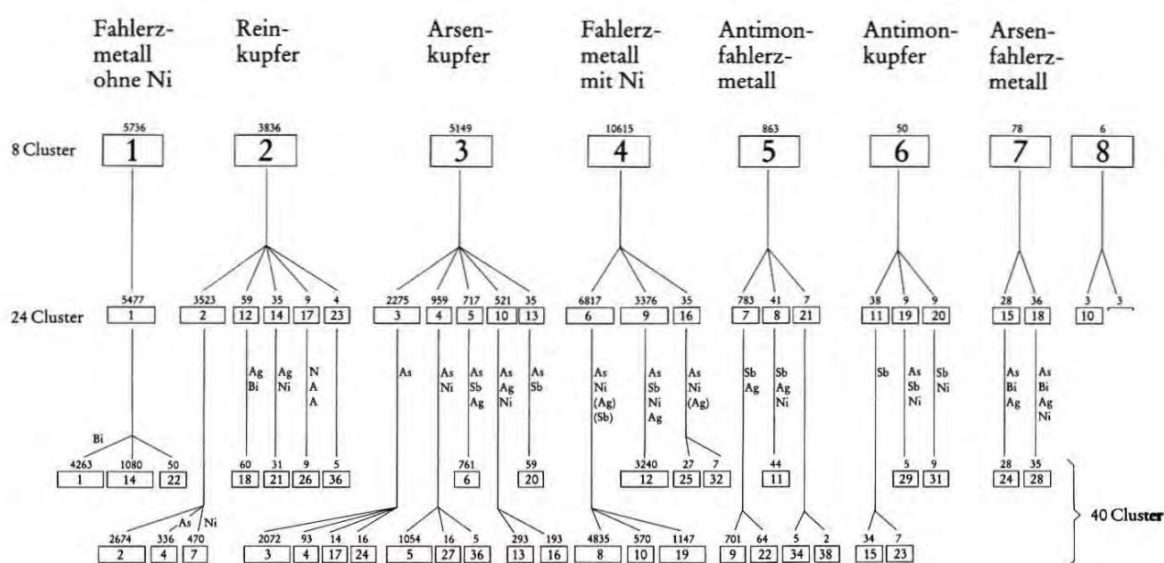 Fahlerz-
metall
ohne Ni
Rein-
kupfer
Arsen-
kupfer
Fahlerz-
metall
mit Ni
Antimon-
fahlerz-
metall
Antimon-
kupfer
Arsen-
fahlerz-
metall
5736 3836 5149 10615 863 50 78 6
8 Cluster 1 2 3 4 5 6 7 8
5477 3523 59 35 9 4 2275 959 717 521 35 6817 3376 35 783 41 7 38 9 9 28 36 3 3
24 Cluster 1 2 12 14 17 23 3 4 5 10 13 6 9 16 7 8 21 11 19 20 15 18 10
Ag
Bi
Ag
Ni
N
A
A
As
As
Ni
As
Sb
Ag
As
Ag
Ni
As
Sb
As
Ni
(Ag)
(Sb)
As
Sb
Ni
Ag
As
Ni
(Ag)
Sb
Ag
Sb
Ag
Ni
Sb
As
Sb
Ni
Sb
Ni
As
Bi
Ag
As
Bi
Ag
Ni
Bi
4263 1080 50 60 31 9 5 761 59 3240 27 7 44 5 9 28 35
1 14 22 18 21 26 36 6 20 12 25 32 11 29 31 24 28
40 Cluster
As Ni
2674 336 470 2072 93 14 16 1054 16 5 293 193 4835 570 1147 701 64 5 2 34 7
2 4 7 3 4 17 24 5 27 36 13 16 8 10 19 9 22 34 38 15 23